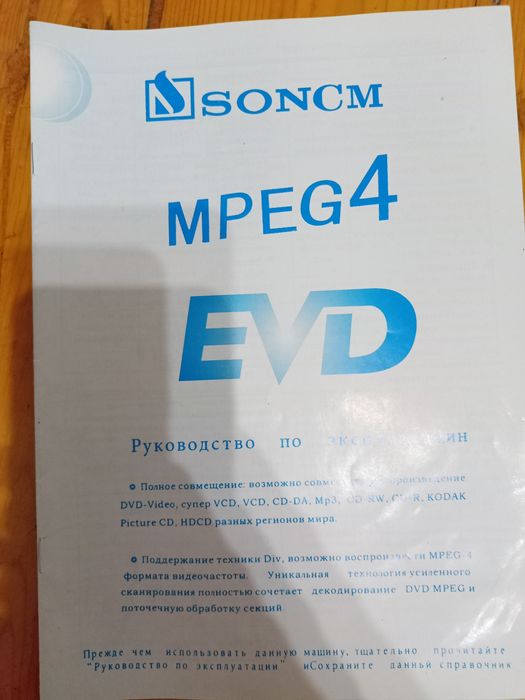 SONCM
MPEG4
EVD
Руководство по
Полное совмещение: возможно
DVD-Video, супер VCD, VCD, CD-DA, Mp3, CD-RW, CD-R, KODAK
Picture CD, HDCD разных регионов мира.
Поддержание техники Div, возможно воспроизвести MPEG-4
формата видеочастоты. Уникальная технология усиленного
сканирования полностью сочетает декодирование DVD MPEG и
поточечную обработку секций.
Прежде чем использовать данную машину, тщательно прочитайте
"Руководство по эксплуатации" иСохраните данный справочник